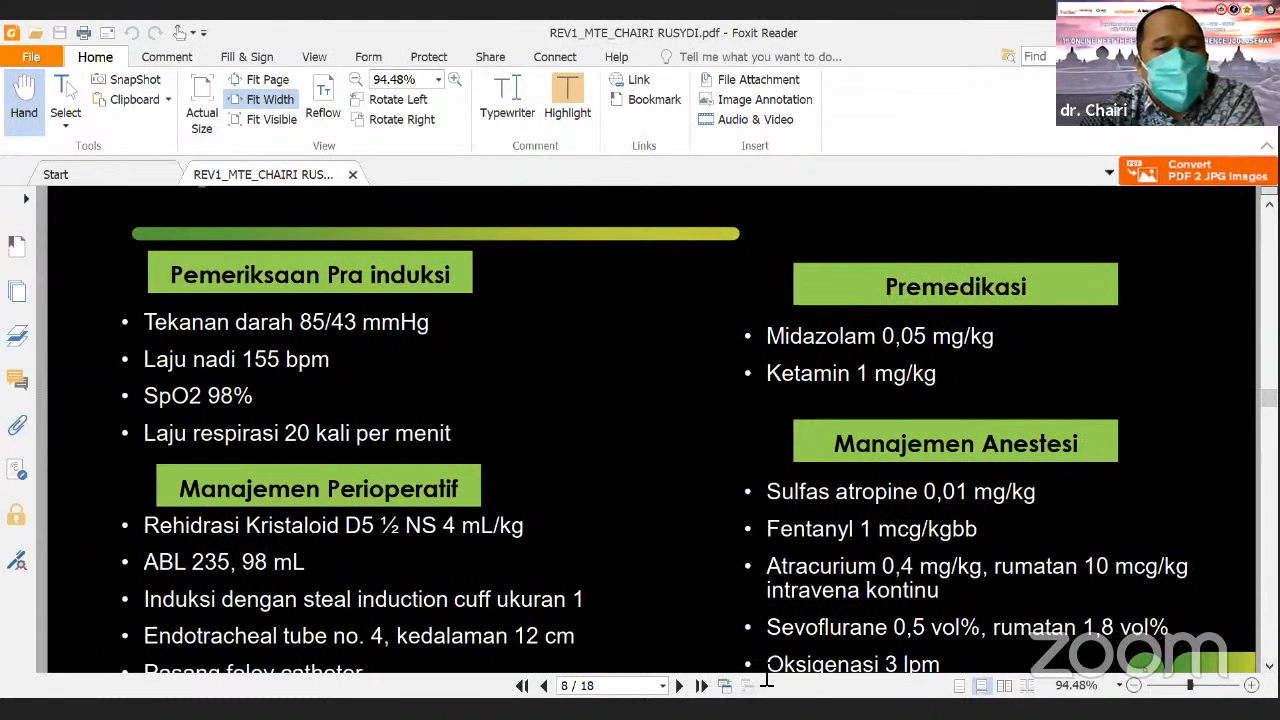 REV1_MTE_CHAIRI RUSYDI.pdf - Foxit Reader
File Home Comment Fill & Sign View Form Protect Share Connect Help Tell me what you want to do... Find
Hand
Select
SnapShot
Clipboard
Tools
Actual Size
Fit Page
Fit Width
Fit Visible
Reflow
94.48%
Rotate Left
Rotate Right
View
Typewriter
Highlight
Comment
Link
Bookmark
Links
File Attachment
Image Annotation
Audio & Video
Insert
dr. Chairi
Start
REV1_MTE_CHAIRI RUS...
Convert
PDF 2 JPG Images
Pemeriksaan Pra induksi
• Tekanan darah 85/43 mmHg
• Laju nadi 155 bpm
• SpO2 98%
• Laju respirasi 20 kali per menit
Manajemen Perioperatif
• Rehidrasi Kristaloid D5 ½ NS 4 mL/kg
• ABL 235, 98 mL
• Induksi dengan steal induction cuff ukuran 1
• Endotracheal tube no. 4, kedalaman 12 cm
• Pasang foley catheter
Premedikasi
• Midazolam 0,05 mg/kg
• Ketamin 1 mg/kg
Manajemen Anestesi
• Sulfas atropine 0,01 mg/kg
• Fentanyl 1 mcg/kgbb
• Atracurium 0,4 mg/kg, rumatan 10 mcg/kg
intravena kontinu
• Sevoflurane 0,5 vol%, rumatan 1,8 vol%
• Oksigenasi 3 lpm
zoom
8 / 18
94.48%